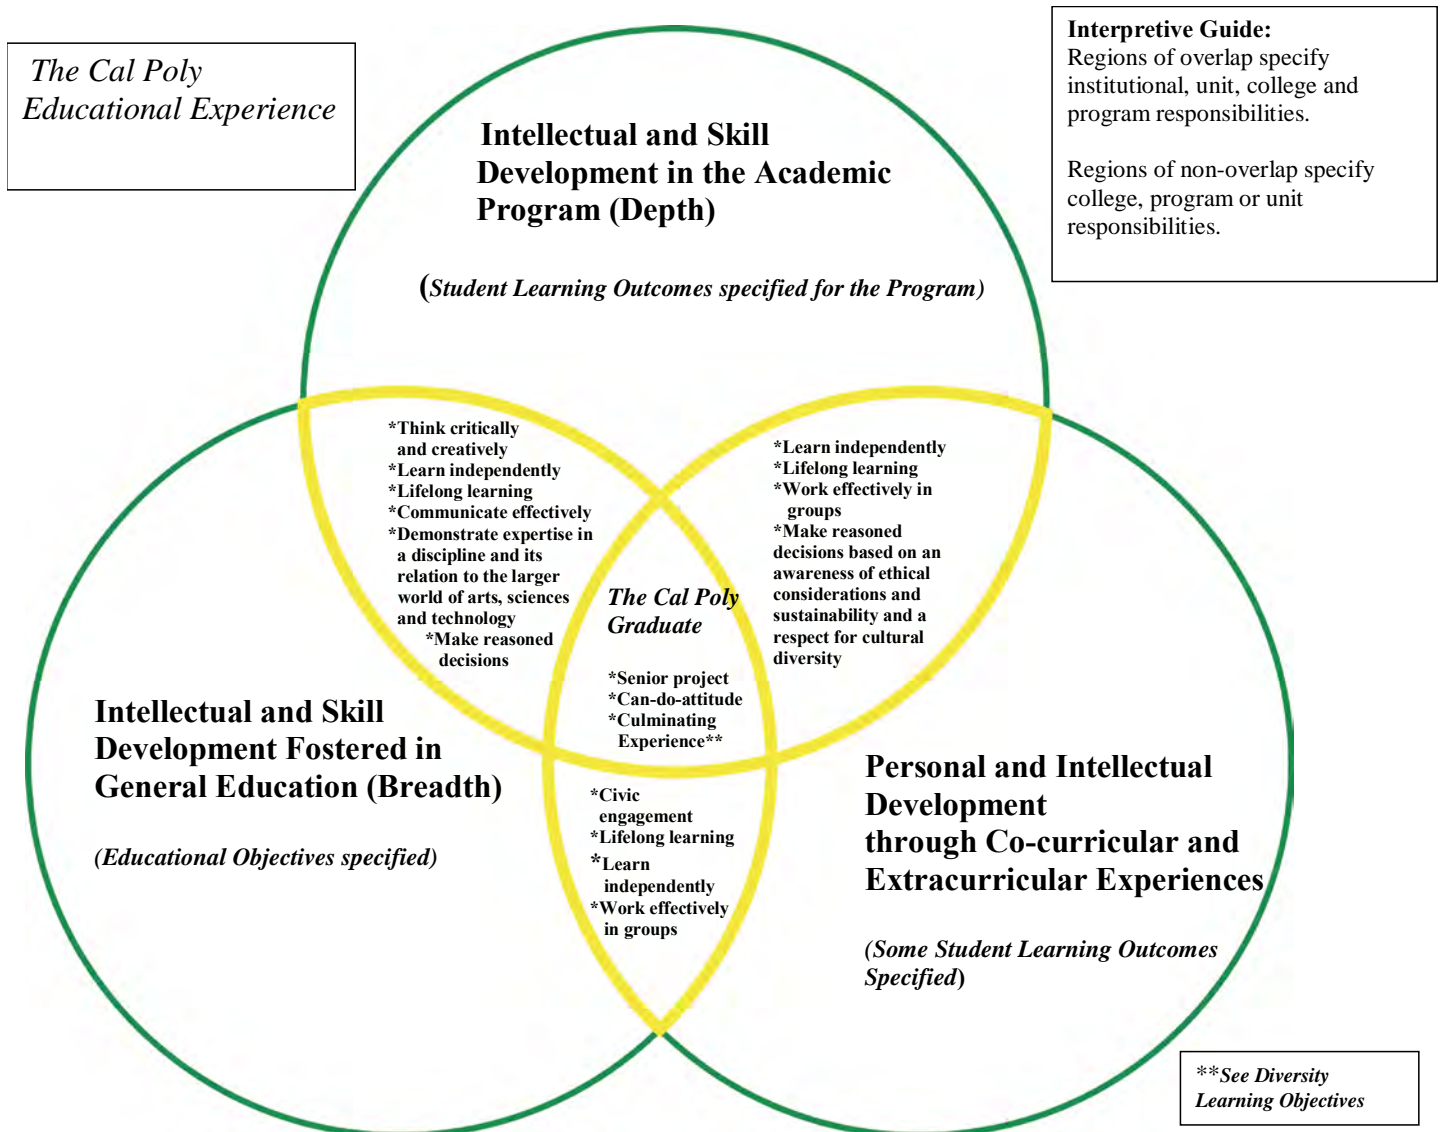 The Cal Poly
Educational Experience
Interpretive Guide:
Regions of overlap specify
institutional, unit, college and
program responsibilities.
Regions of non-overlap specify
college, program or unit
responsibilities.
Intellectual and Skill
Development in the Academic
Program (Depth)
(Student Learning Outcomes specified for the Program)
*Think critically
and creatively
*Learn independently
*Lifelong learning
*Communicate effectively
*Demonstrate expertise in
a discipline and its
relation to the larger
world of arts, sciences
and technology
*Make reasoned
decisions
*Learn independently
*Lifelong learning
*Work effectively in
groups
*Make reasoned
decisions based on an
awareness of ethical
considerations and
sustainability and a
respect for cultural
diversity
The Cal Poly
Graduate
*Senior project
*Can-do-attitude
*Culminating
Experience**
Intellectual and Skill
Development Fostered in
General Education (Breadth)
(Educational Objectives specified)
*Civic
engagement
*Lifelong learning
*Learn
independently
*Work effectively
in groups
Personal and Intellectual
Development
through Co-curricular and
Extracurricular Experiences
(Some Student Learning Outcomes
Specified)
**See Diversity
Learning Objectives